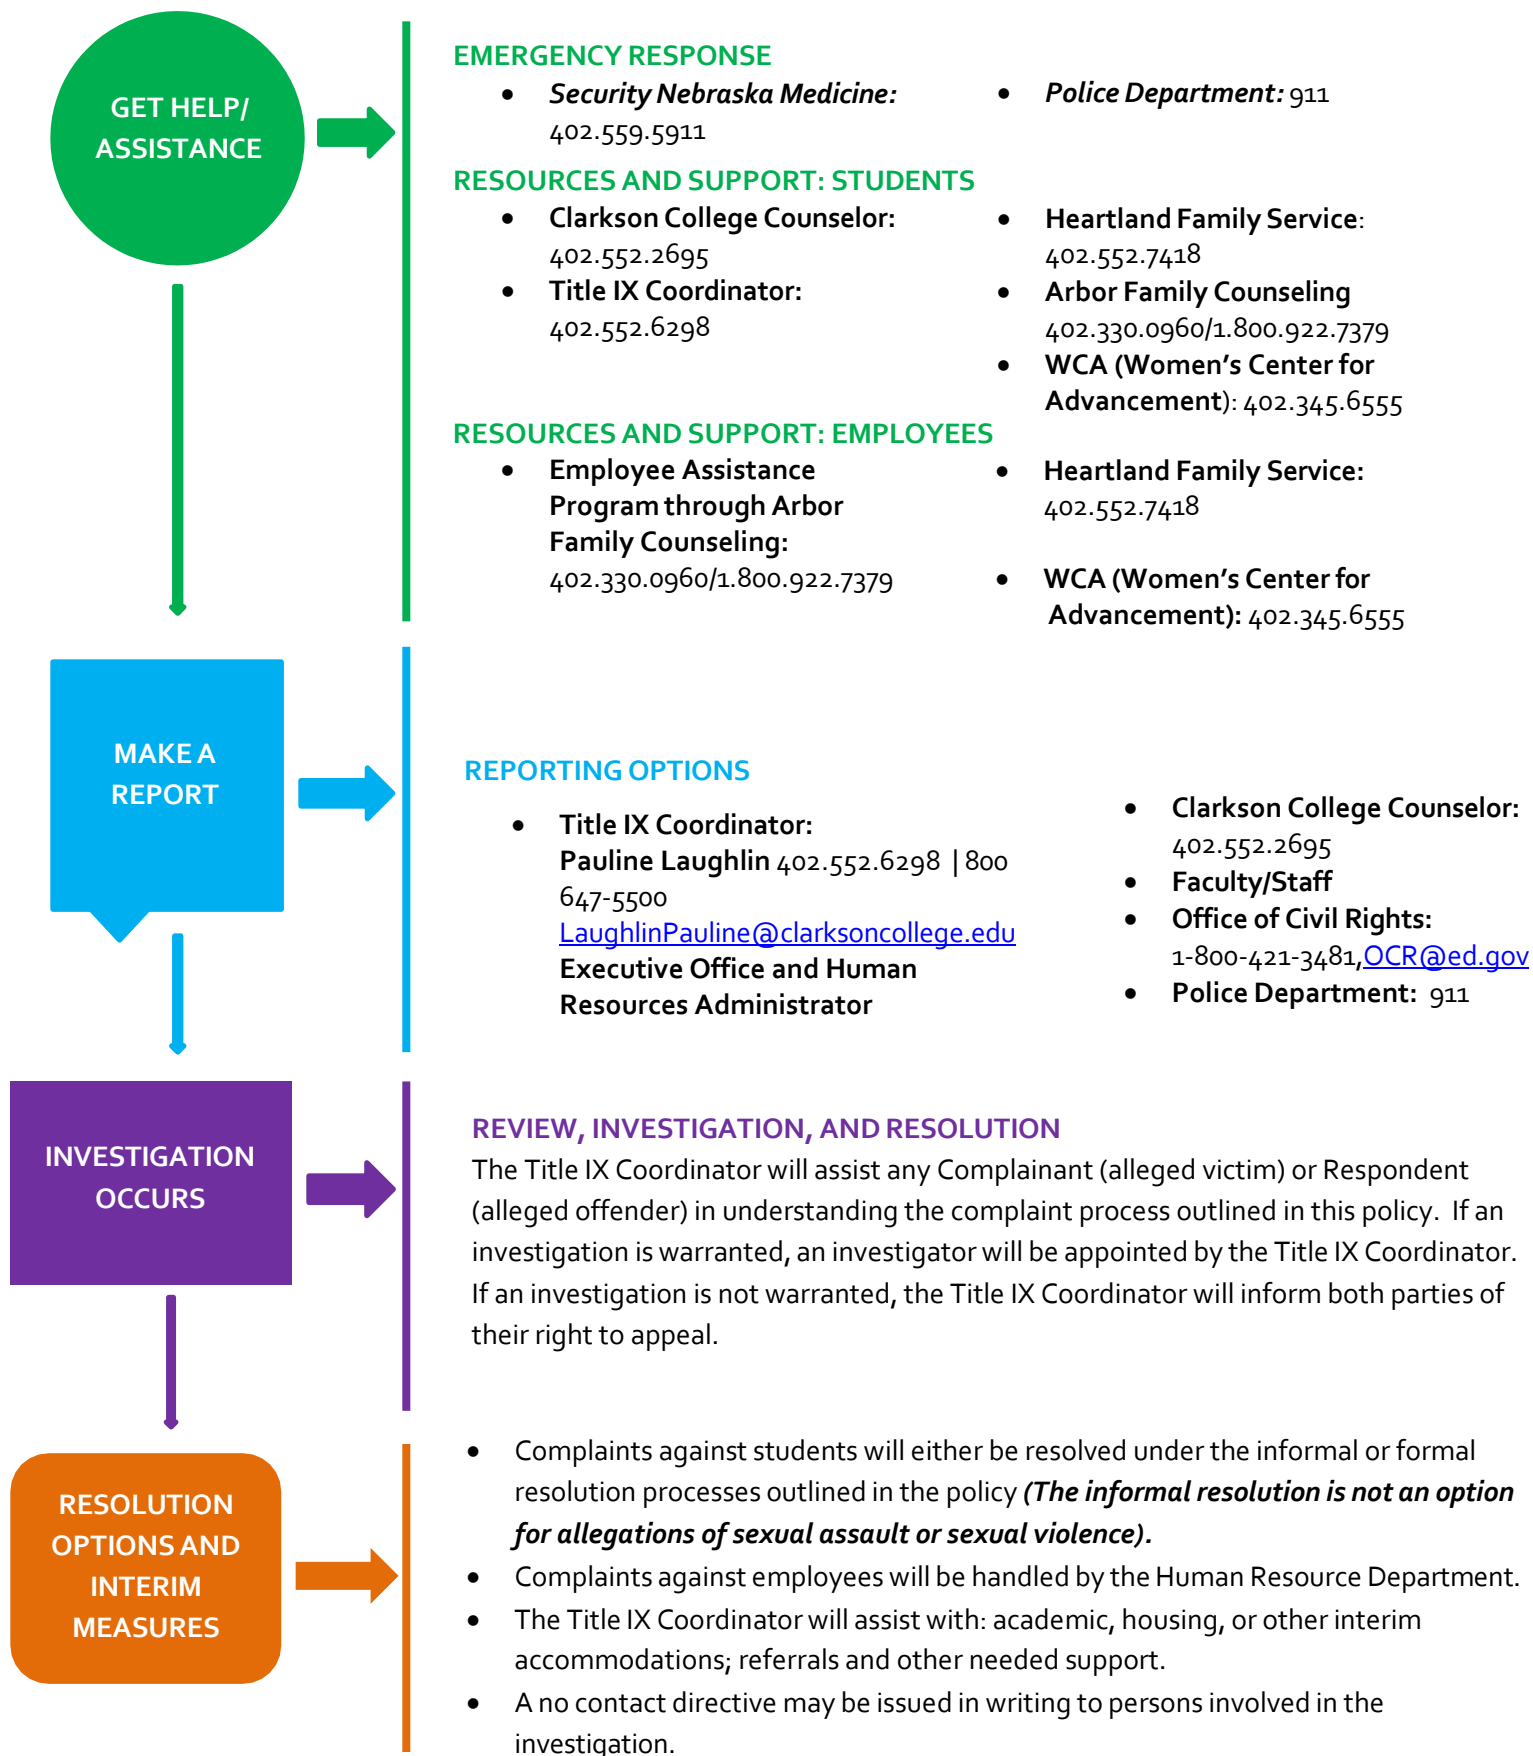 GET HELP/
ASSISTANCE
EMERGENCY RESPONSE
• Security Nebraska Medicine:
402.559.5911
• Police Department: 911
RESOURCES AND SUPPORT: STUDENTS
• Clarkson College Counselor:
402.552.2695
• Title IX Coordinator:
402.552.6298
• Heartland Family Service:
402.552.7418
• Arbor Family Counseling
402.330.0960/1.800.922.7379
• WCA (Women’s Center for
Advancement): 402.345.6555
RESOURCES AND SUPPORT: EMPLOYEES
• Employee Assistance
Program through Arbor
Family Counseling:
402.330.0960/1.800.922.7379
• Heartland Family Service:
402.552.7418
• WCA (Women’s Center for
Advancement): 402.345.6555
MAKE A
REPORT
REPORTING OPTIONS
• Title IX Coordinator:
Pauline Laughlin 402.552.6298 | 800
647-5500
LaughlinPauline@clarksoncollege.edu
Executive Office and Human
Resources Administrator
• Clarkson College Counselor:
402.552.2695
• Faculty/Staff
• Office of Civil Rights:
1-800-421-3481,OCR@ed.gov
• Police Department: 911
INVESTIGATION
OCCURS
REVIEW, INVESTIGATION, AND RESOLUTION
The Title IX Coordinator will assist any Complainant (alleged victim) or Respondent
(alleged offender) in understanding the complaint process outlined in this policy. If an
investigation is warranted, an investigator will be appointed by the Title IX Coordinator.
If an investigation is not warranted, the Title IX Coordinator will inform both parties of
their right to appeal.
RESOLUTION
OPTIONS AND
INTERIM
MEASURES
• Complaints against students will either be resolved under the informal or formal
resolution processes outlined in the policy (The informal resolution is not an option
for allegations of sexual assault or sexual violence).
• Complaints against employees will be handled by the Human Resource Department.
• The Title IX Coordinator will assist with: academic, housing, or other interim
accommodations; referrals and other needed support.
• A no contact directive may be issued in writing to persons involved in the
investigation.